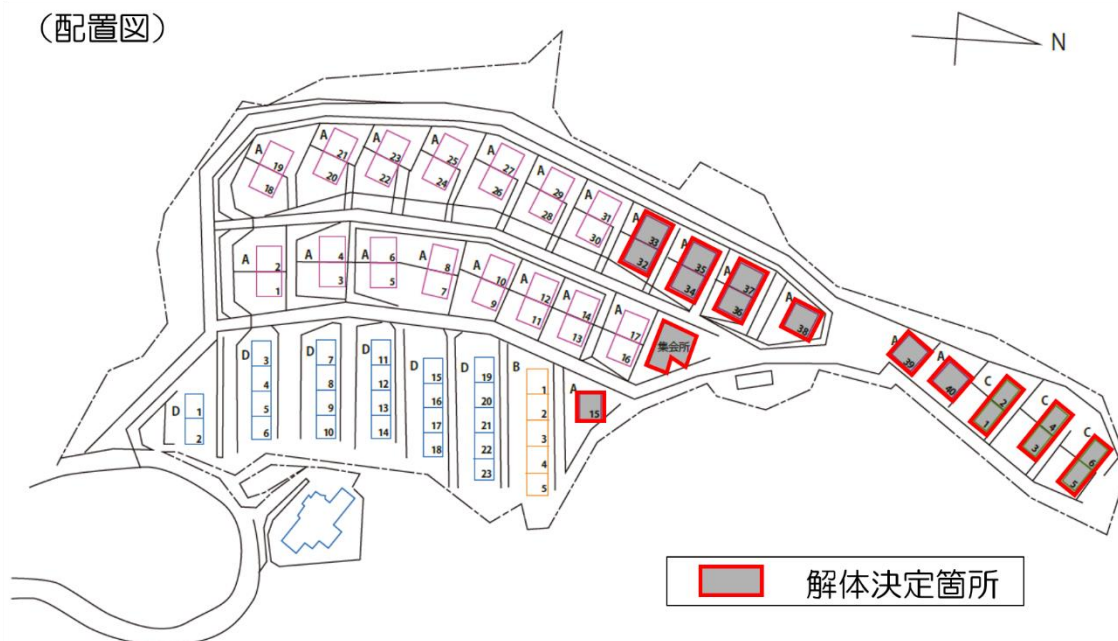 (配置図)
N
A 19 18
A 21 20
A 23 22
A 25 24
A 27 26
A 29 28
A 31 30
A 33 32
A 35 34
A 37 36
A 38
A 2 1
A 4 3
A 6 5
A 8 7
A 10 9
A 12 11
A 14 13
A 17 16
集会所
A 39
A 40
C 2 1
C 4 3
C 6 5
D 1 2
D 3 4 5 6
D 7 8 9 10
D 11 12 13 14
D 15 16 17 18
D 19 20 21 22 23
B 1 2 3 4 5
A 15
解体決定箇所